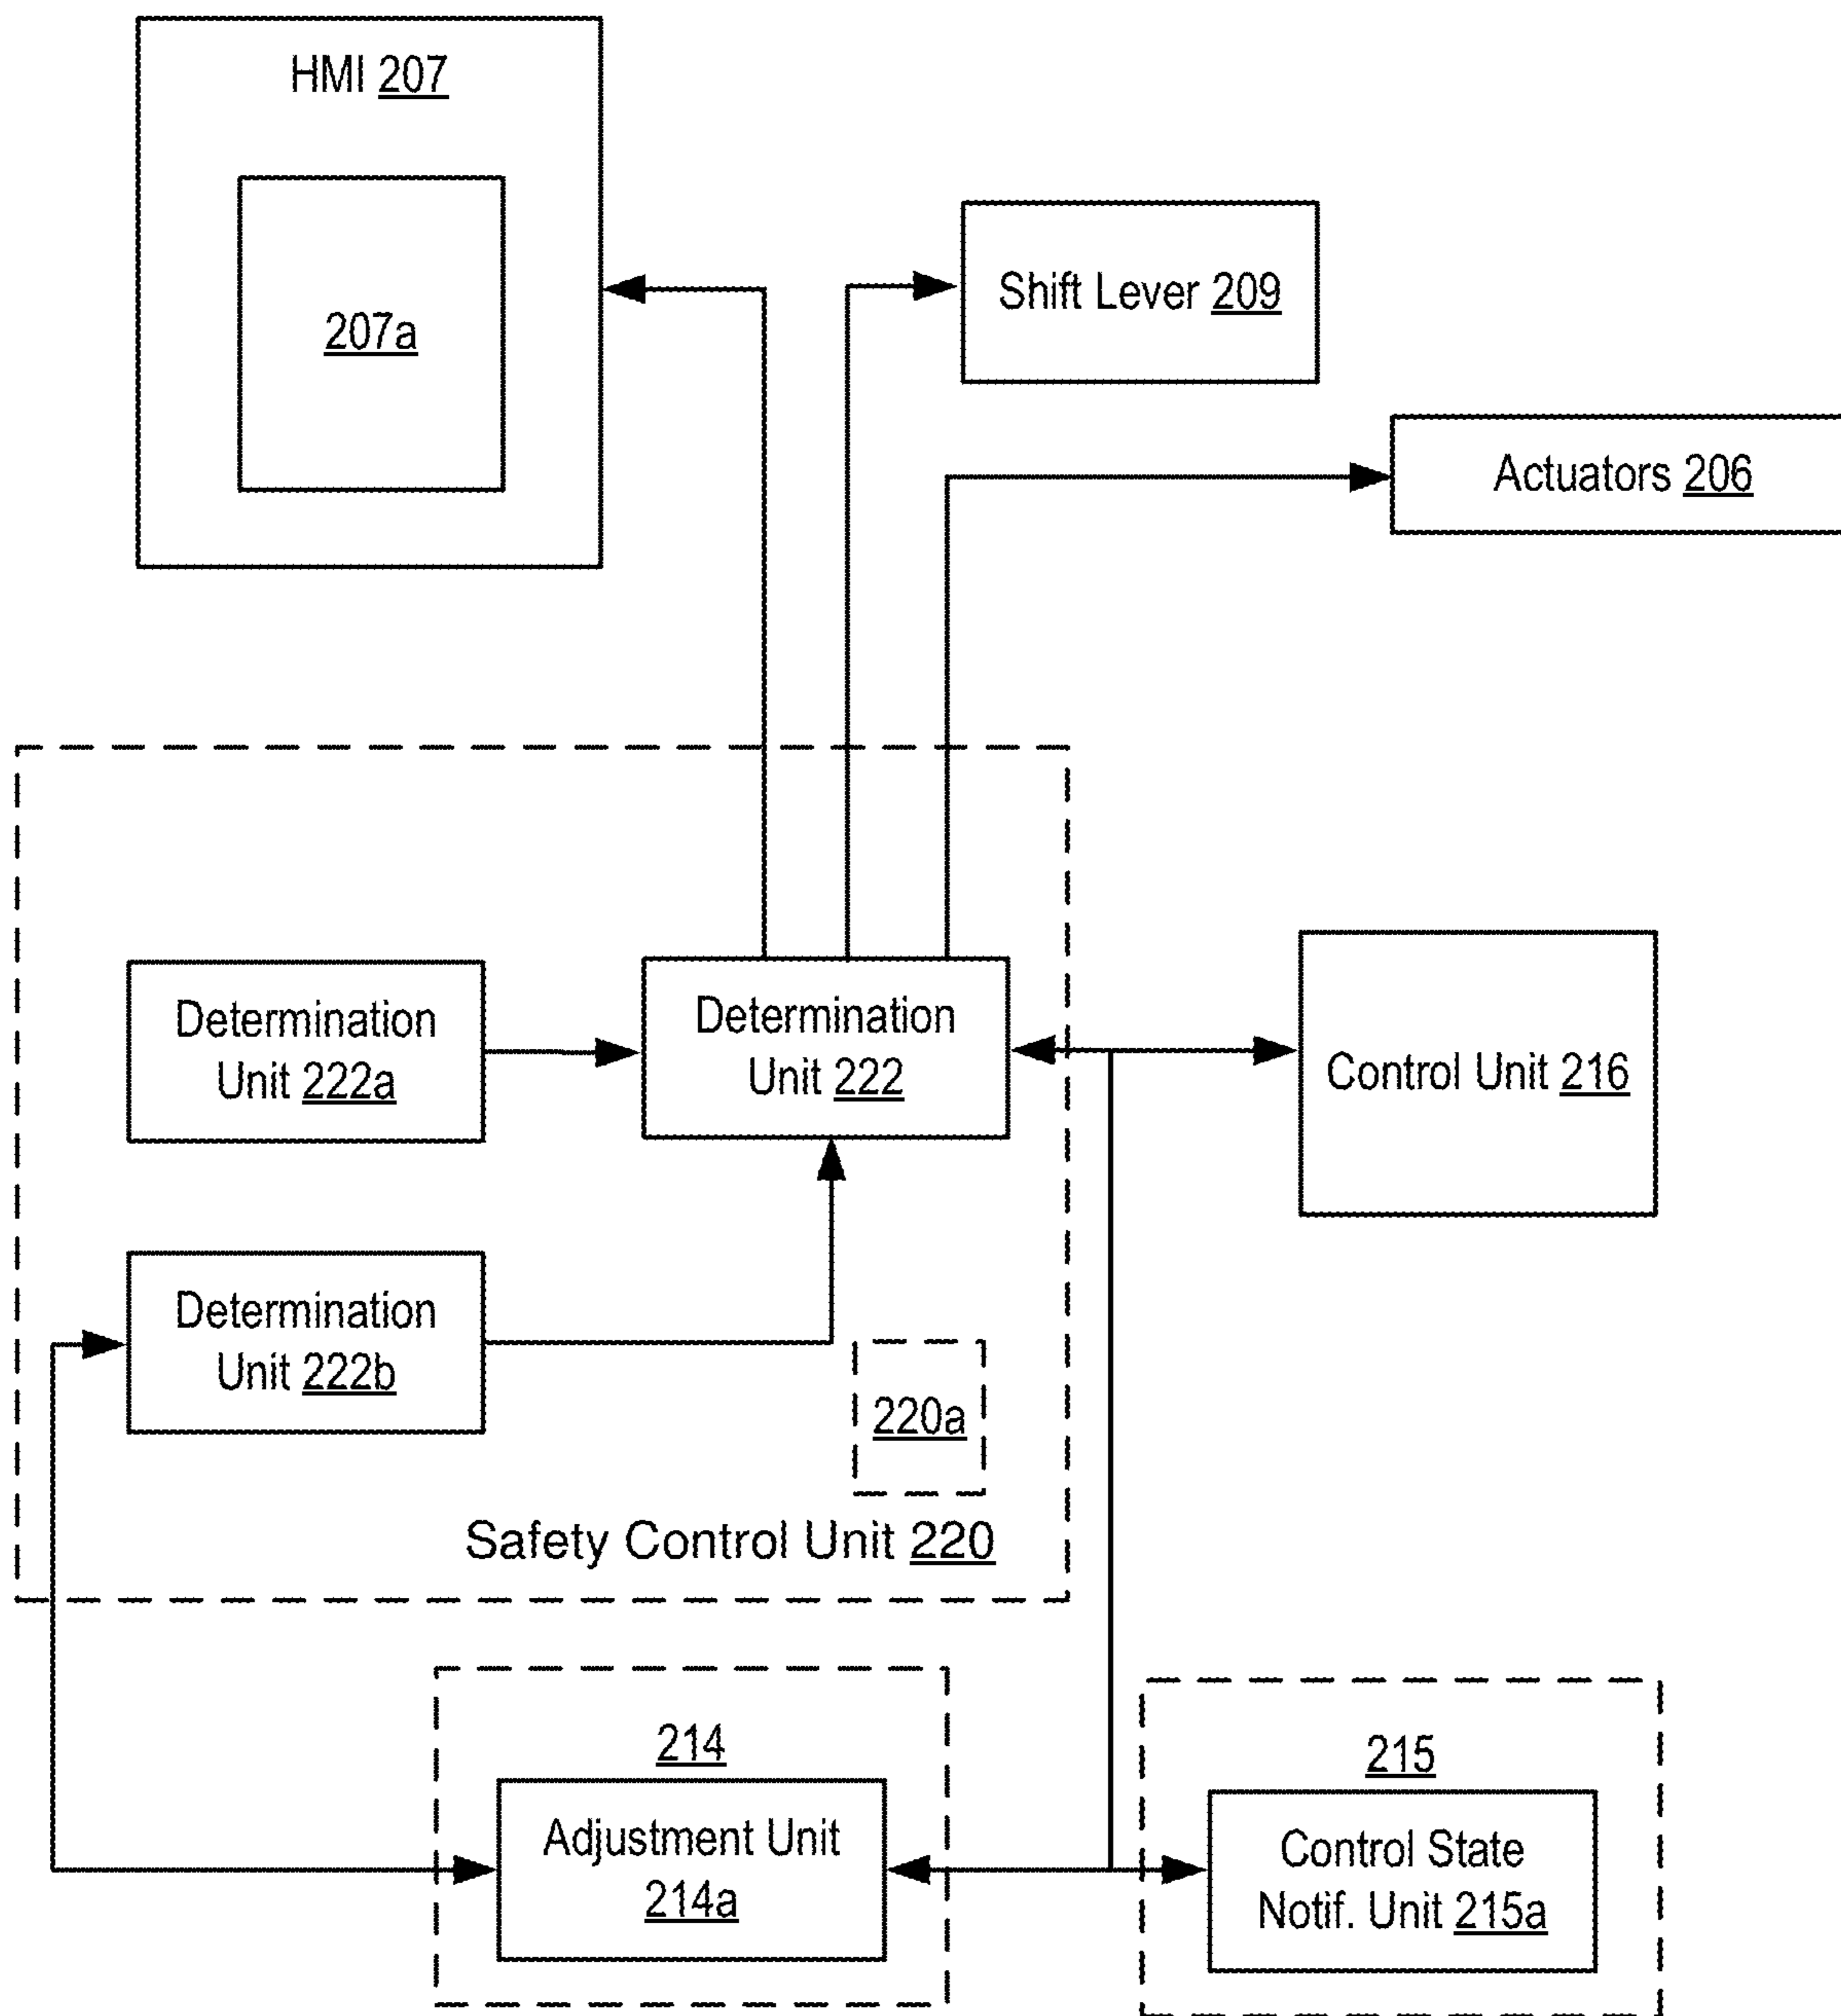 HMI 207
207a
Shift Lever 209
Actuators 206
Determination
Unit 222a
Determination
Unit 222
Control Unit 216
Determination
Unit 222b
220a
Safety Control Unit 220
214
Adjustment Unit
214a
215
Control State
Notif. Unit 215a